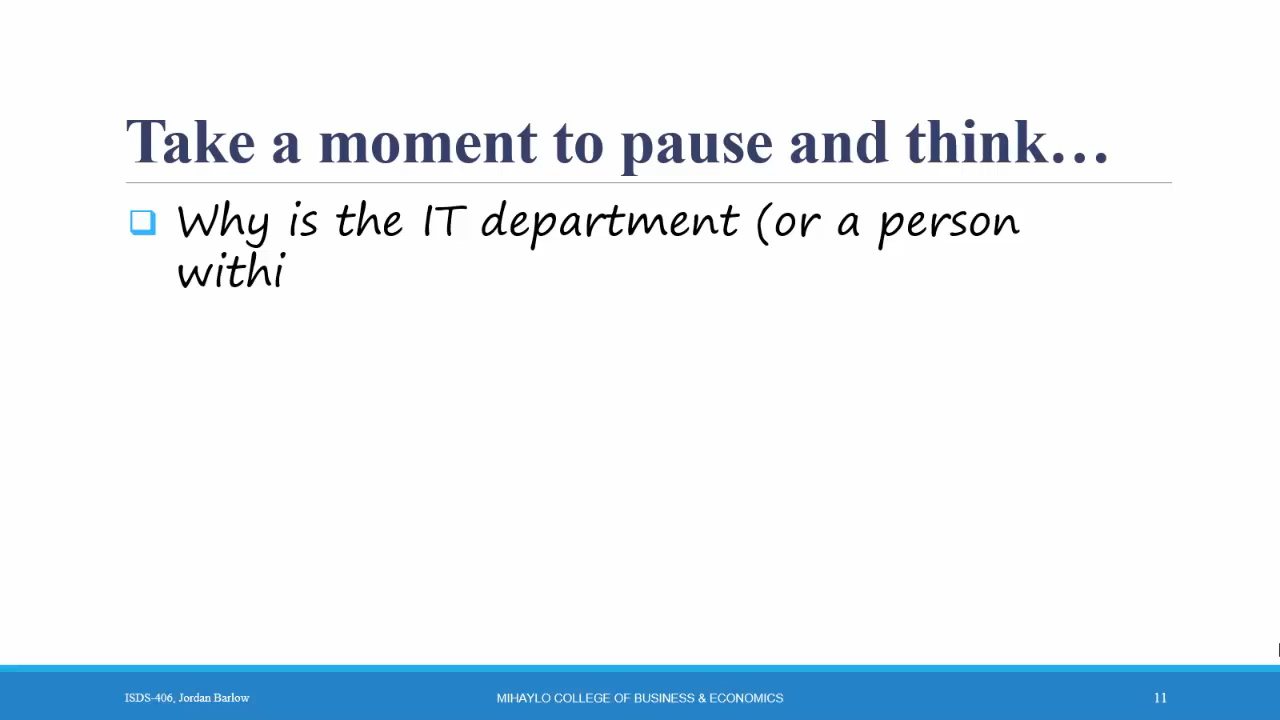 Take a moment to pause and think…
Why is the IT department (or a person
withi
ISDS-406, Jordan Barlow
MIHAYLO COLLEGE OF BUSINESS & ECONOMICS
11